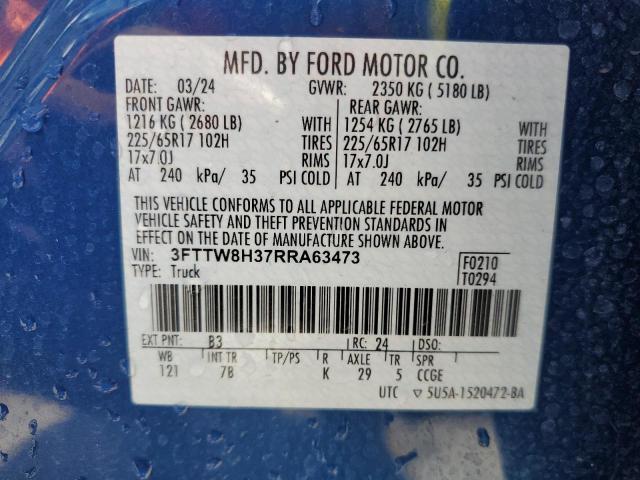 MFD. BY FORD MOTOR CO.
DATE: 03/24 GVWR: 2350 KG ( 5180 LB)
FRONT GAWR: REAR GAWR:
1216 KG ( 2680 LB) WITH 1254 KG ( 2765 LB) WITH
225/65R17 102H TIRES 225/65R17 102H TIRES
17x7.0J RIMS 17x7.0J RIMS
AT 240 kPa/ 35 PSI COLD AT 240 kPa/ 35 PSI COLD
THIS VEHICLE CONFORMS TO ALL APPLICABLE FEDERAL MOTOR
VEHICLE SAFETY AND THEFT PREVENTION STANDARDS IN
EFFECT ON THE DATE OF MANUFACTURE SHOWN ABOVE.
VIN: 3FTTW8H37RRA63473 F0210
TYPE: Truck T0294
EXT PNT: B3 RC: 24 DSO:
WB INT TR TP/PS R AXLE TR SPR
121 7B K 29 5 CCGE
UTC ▽ 5U5A-1520472-BA